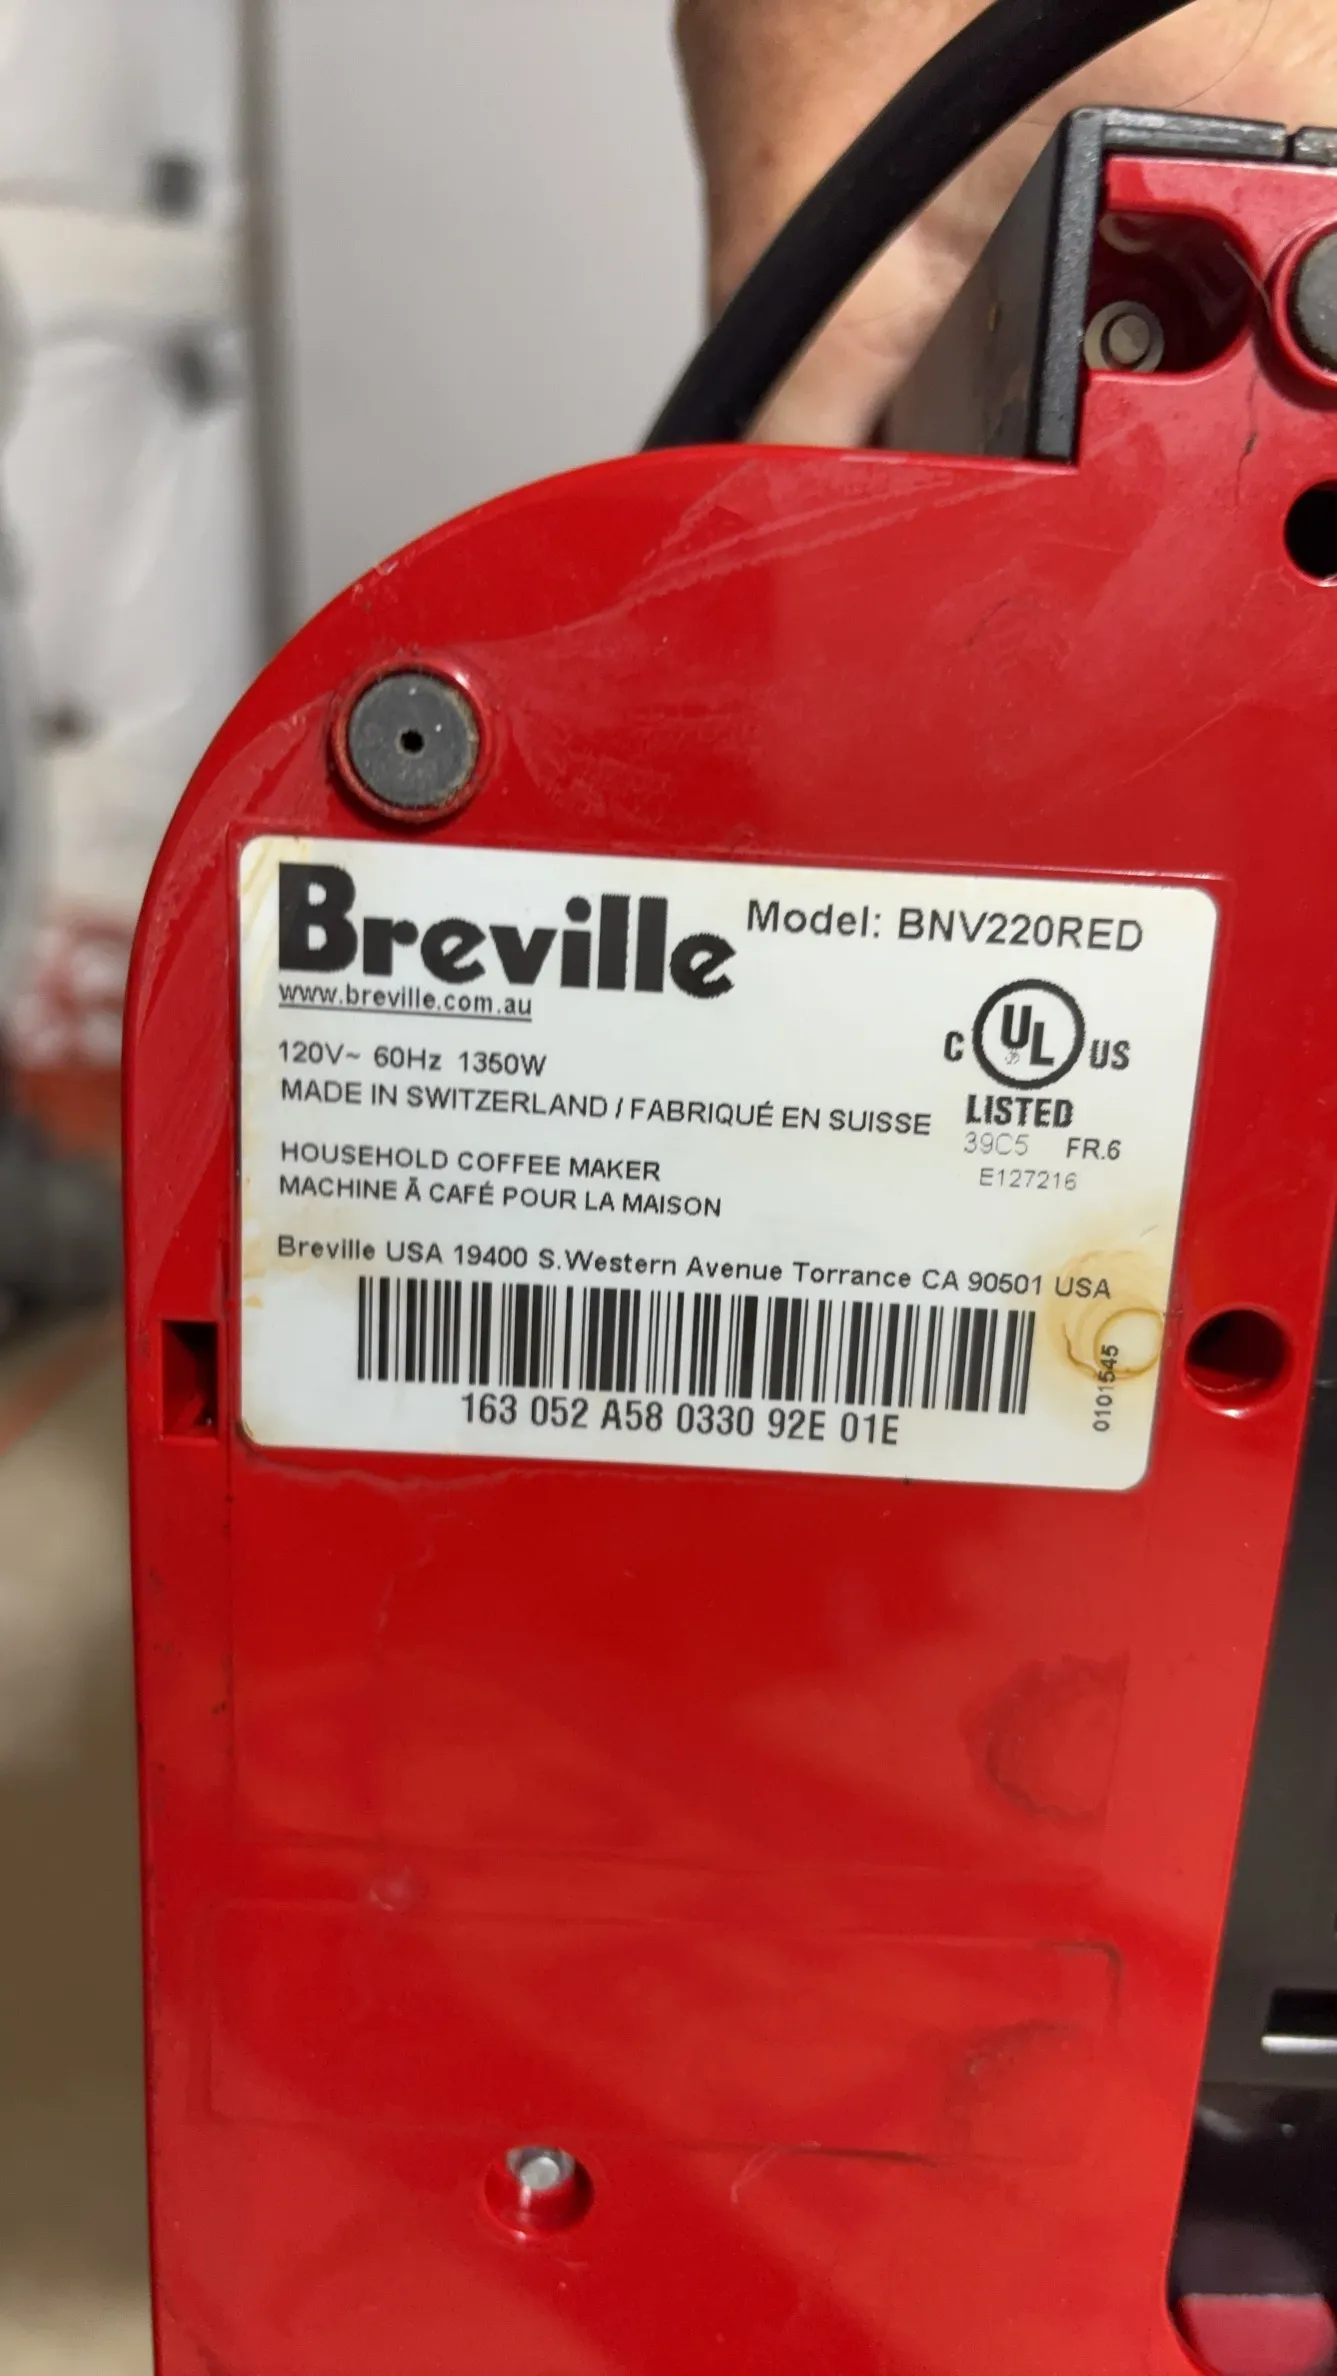 Breville Model: BNV220RED
www.breville.com.au
120V~ 60Hz 1350W
MADE IN SWITZERLAND / FABRIQUÉ EN SUISSE
C UL US
LISTED
39C5 FR.6
E127216
HOUSEHOLD COFFEE MAKER
MACHINE Ā CAFÉ POUR LA MAISON
Breville USA 19400 S.Western Avenue Torrance CA 90501 USA
163 052 A58 0330 92E 01E
0101545